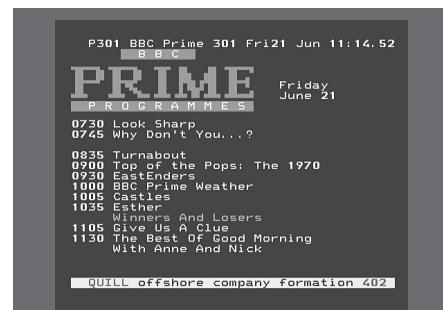 P301 BBC Prime 301 Fri21 Jun 11:14.52
BBC
PRIME
PROGRAMMES
Friday
June 21
0730 Look Sharp
0745 Why Don't You...?
0835 Turnabout
0900 Top of the Pops: The 1970
0930 EastEnders
1000 BBC Prime Weather
1005 Castles
1035 Esther
Winners And Losers
1105 Give Us A Clue
1130 The Best Of Good Morning
With Anne And Nick
QUILL offshore company formation 402